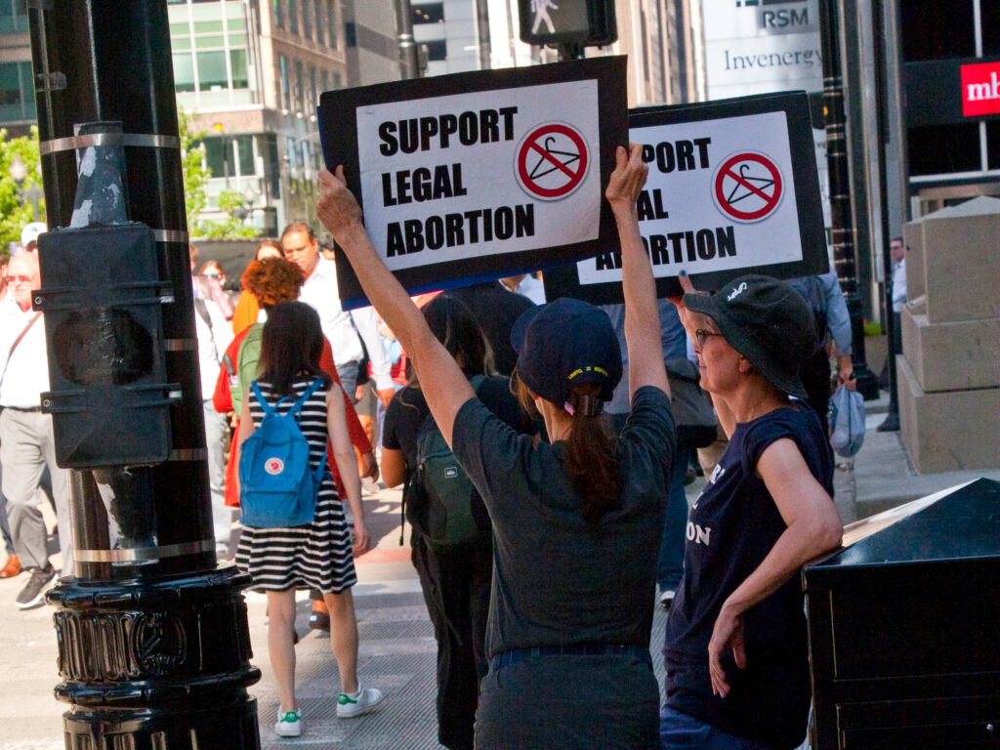 RSM
Invenergy
mb
SUPPORT
LEGAL
ABORTION
PORT
AL
ABORTION
ON